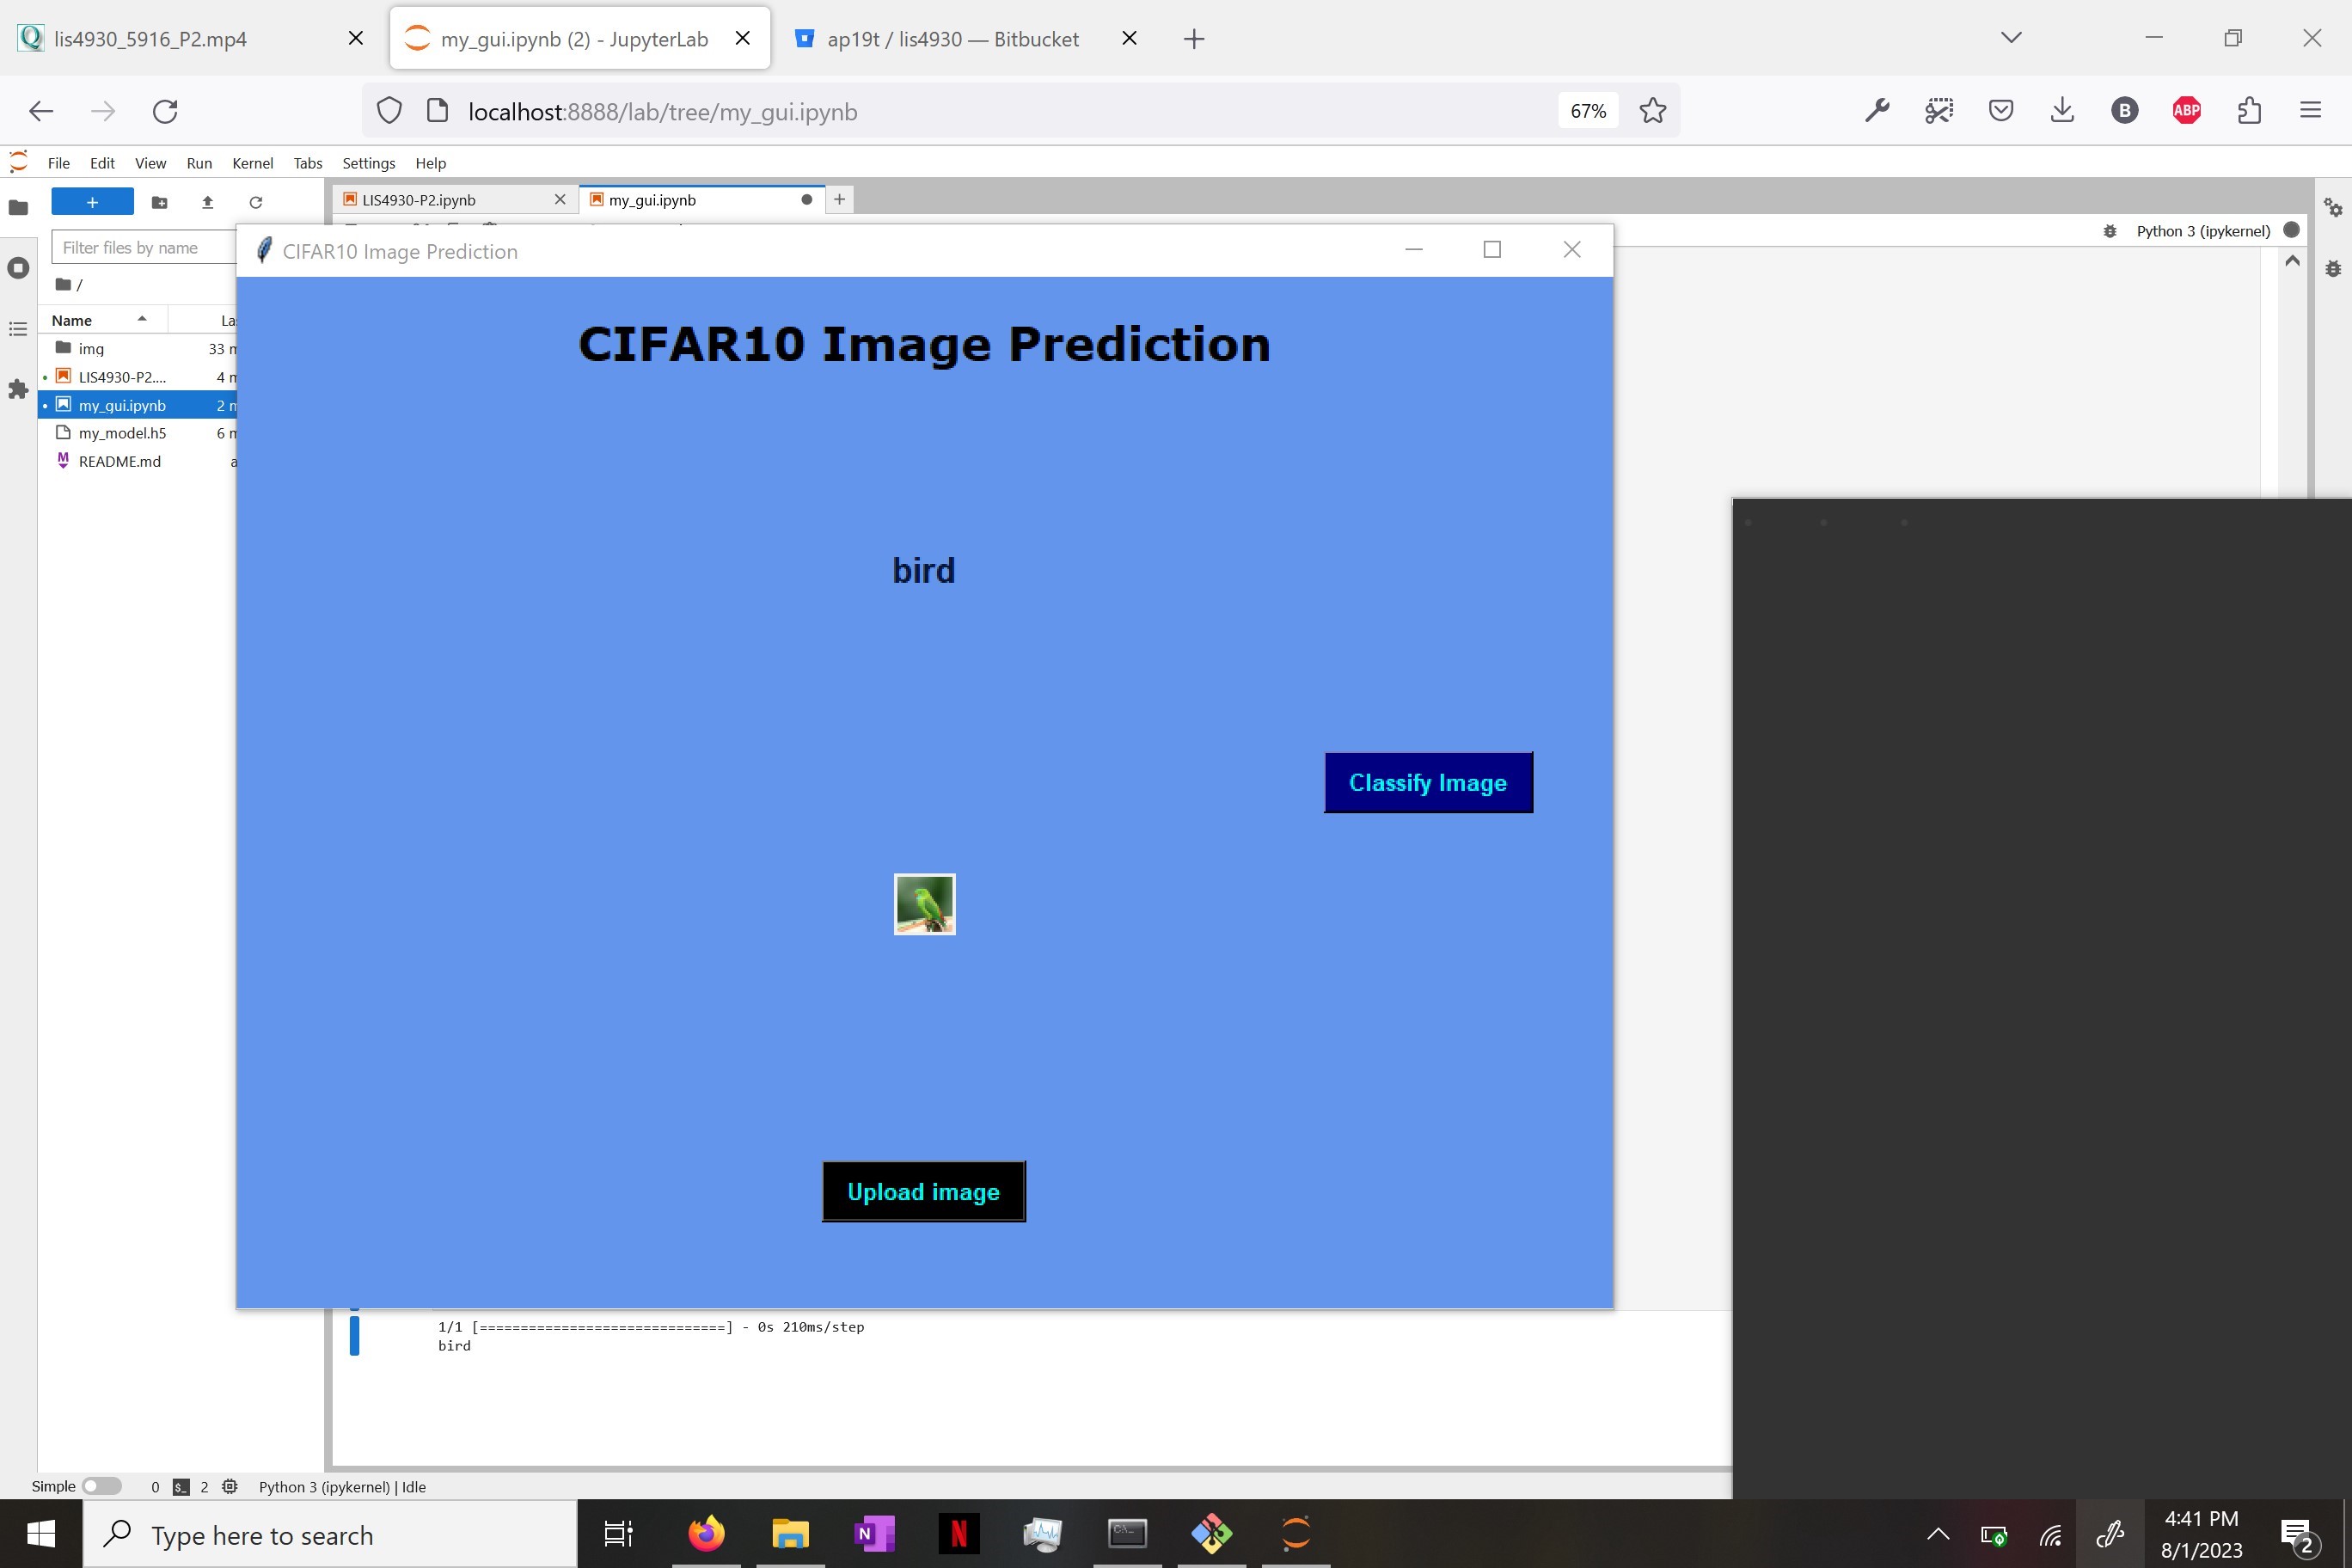 lis4930_5916_P2.mp4
my_gui.ipynb (2) - JupyterLab
ap19t / lis4930 — Bitbucket
localhost:8888/lab/tree/my_gui.ipynb
67%
B
ABP
File Edit View Run Kernel Tabs Settings Help
LIS4930-P2.ipynb
my_gui.ipynb
Filter files by name
Python 3 (ipykernel)
/
Name
img 33
LIS4930-P2.... 4
my_gui.ipynb 2
my_model.h5 6
README.md
CIFAR10 Image Prediction
CIFAR10 Image Prediction
bird
Classify Image
Upload image
1/1 [==============================] - 0s 210ms/step
bird
Simple 0 $_ 2 Python 3 (ipykernel) | Idle
Type here to search
N
N
4:41 PM
8/1/2023
2